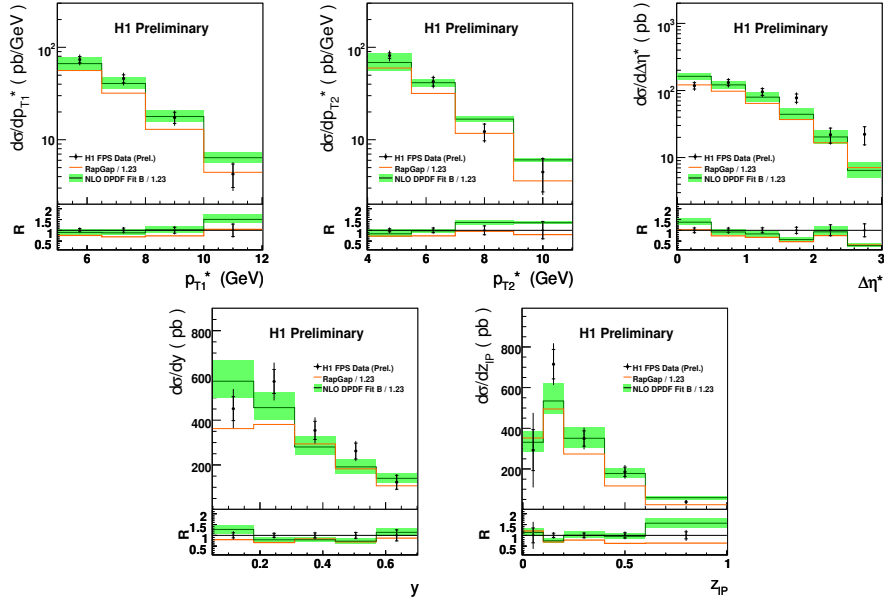 H1 Preliminary
dσ/dp_T1* ( pb/GeV)
10²
10
H1 FPS Data (Prel.)
RapGap / 1.23
NLO DPDF Fit B / 1.23
R
2
1.5
1
0.5
6 8 10 12
p_T1* (GeV)
H1 Preliminary
dσ/dp_T2* ( pb/GeV)
10²
10
H1 FPS Data (Prel.)
RapGap / 1.23
NLO DPDF Fit B / 1.23
R
2
1.5
1
0.5
4 6 8 10
p_T2* (GeV)
H1 Preliminary
dσ/dΔη* ( pb)
10³
10²
10
H1 FPS Data (Prel.)
RapGap / 1.23
NLO DPDF Fit B / 1.23
R
2
1.5
1
0.5
0 1 2 3
Δη*
H1 Preliminary
dσ/dy ( pb)
800
600
400
200
H1 FPS Data (Prel.)
RapGap / 1.23
NLO DPDF Fit B / 1.23
R
2
1.5
1
0.5
0.2 0.4 0.6
y
H1 Preliminary
dσ/dz_IP ( pb)
800
600
400
200
H1 FPS Data (Prel.)
RapGap / 1.23
NLO DPDF Fit B / 1.23
R
2
1.5
1
0.5
0 0.5 1
z_IP